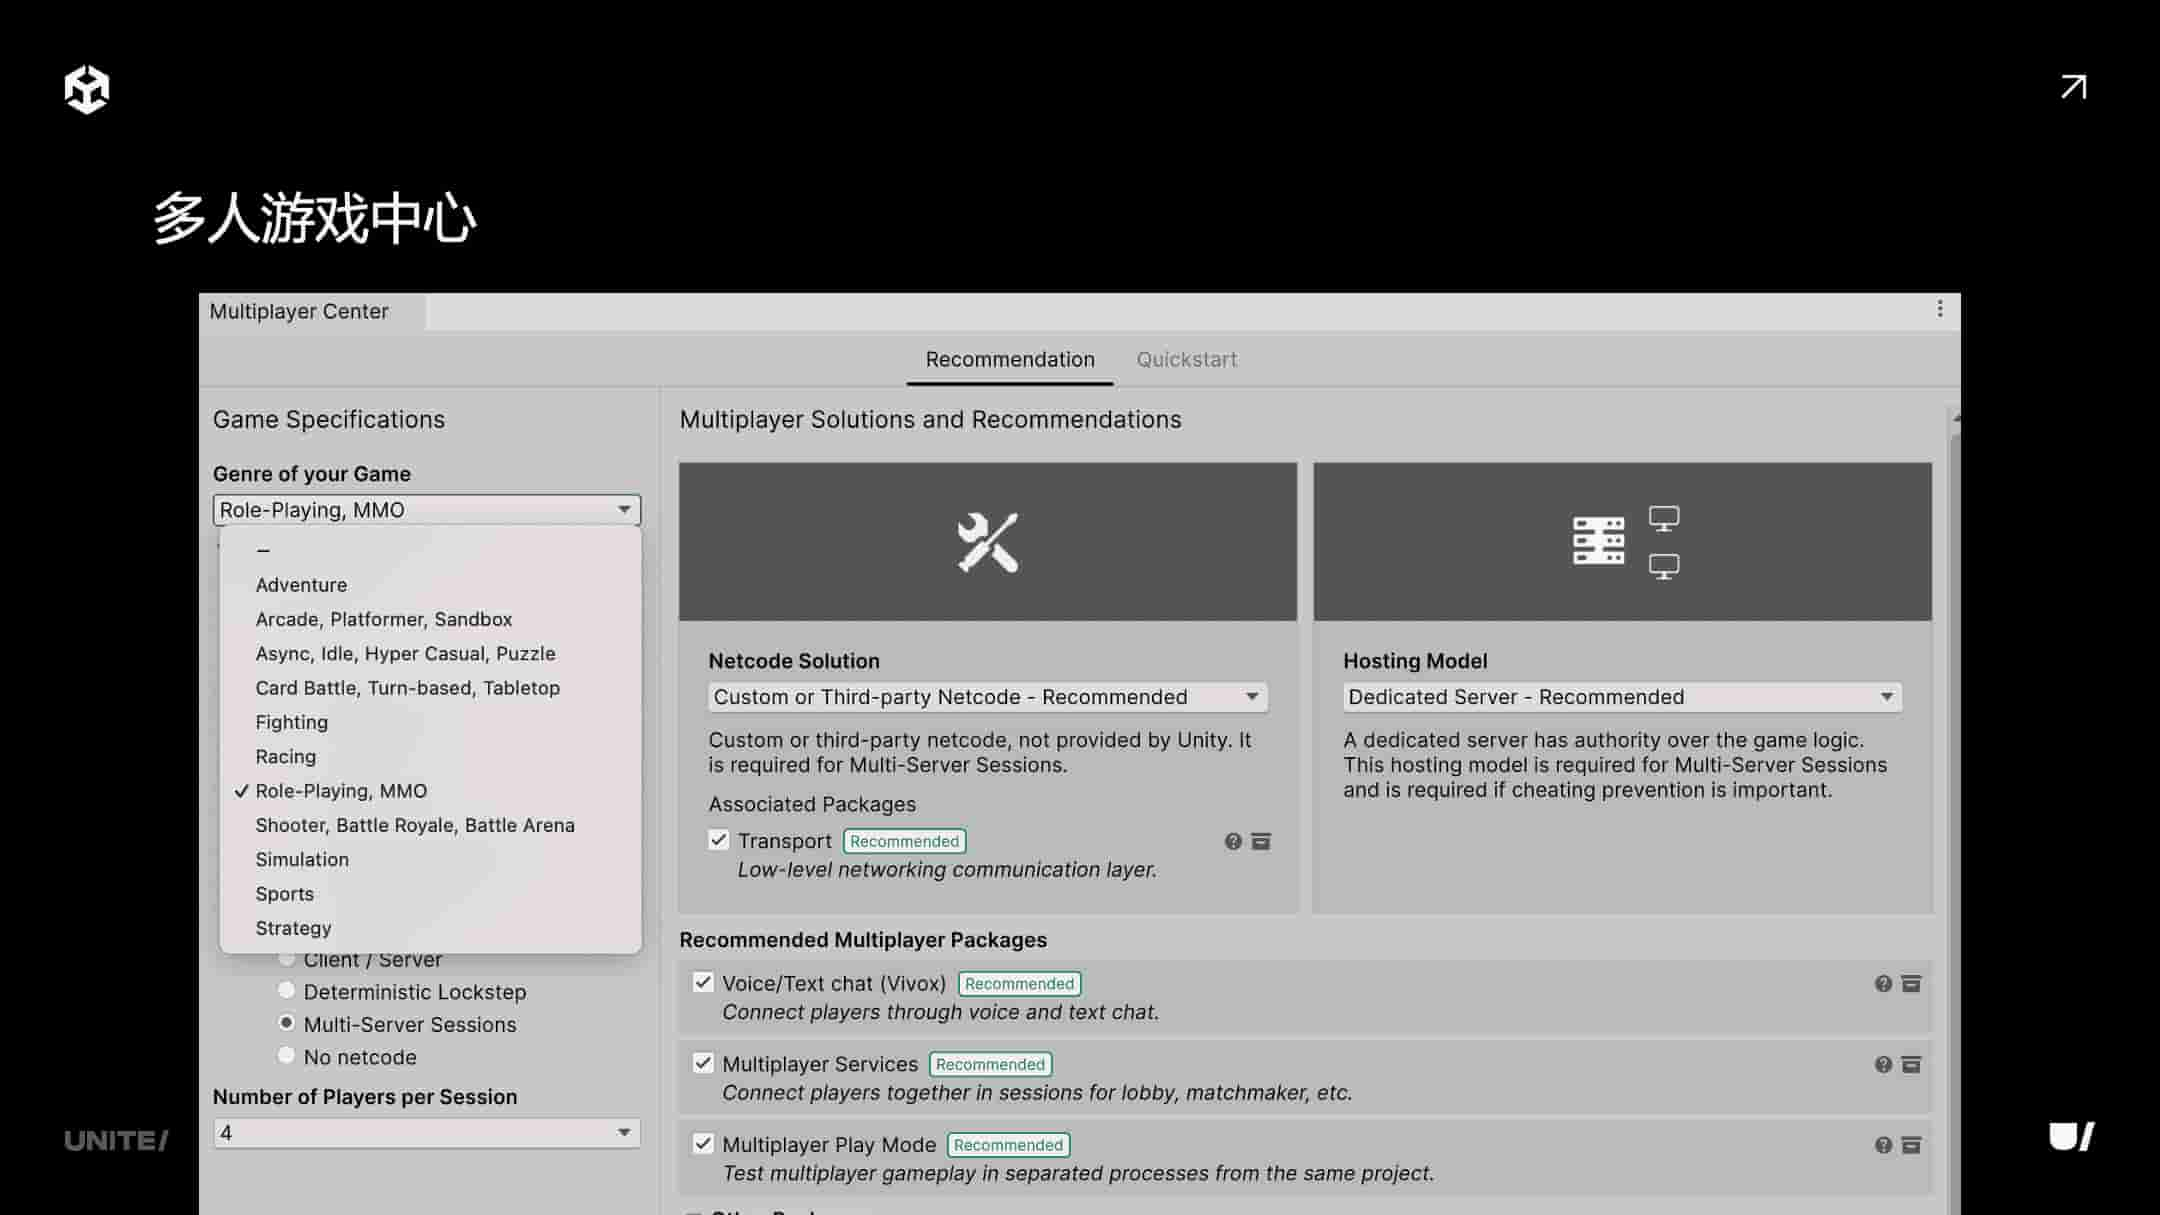 多人游戏中心
Multiplayer Center
Recommendation
Quickstart
Game Specifications
Genre of your Game
Role-Playing, MMO
–
Adventure
Arcade, Platformer, Sandbox
Async, Idle, Hyper Casual, Puzzle
Card Battle, Turn-based, Tabletop
Fighting
Racing
Role-Playing, MMO
Shooter, Battle Royale, Battle Arena
Simulation
Sports
Strategy
Client / Server
Deterministic Lockstep
Multi-Server Sessions
No netcode
Number of Players per Session
4
Multiplayer Solutions and Recommendations
Netcode Solution
Custom or Third-party Netcode - Recommended
Custom or third-party netcode, not provided by Unity. It
is required for Multi-Server Sessions.
Associated Packages
Transport Recommended
Low-level networking communication layer.
Hosting Model
Dedicated Server - Recommended
A dedicated server has authority over the game logic.
This hosting model is required for Multi-Server Sessions
and is required if cheating prevention is important.
Recommended Multiplayer Packages
Voice/Text chat (Vivox) Recommended
Connect players through voice and text chat.
Multiplayer Services Recommended
Connect players together in sessions for lobby, matchmaker, etc.
Multiplayer Play Mode Recommended
Test multiplayer gameplay in separated processes from the same project.
UNITE/
U/